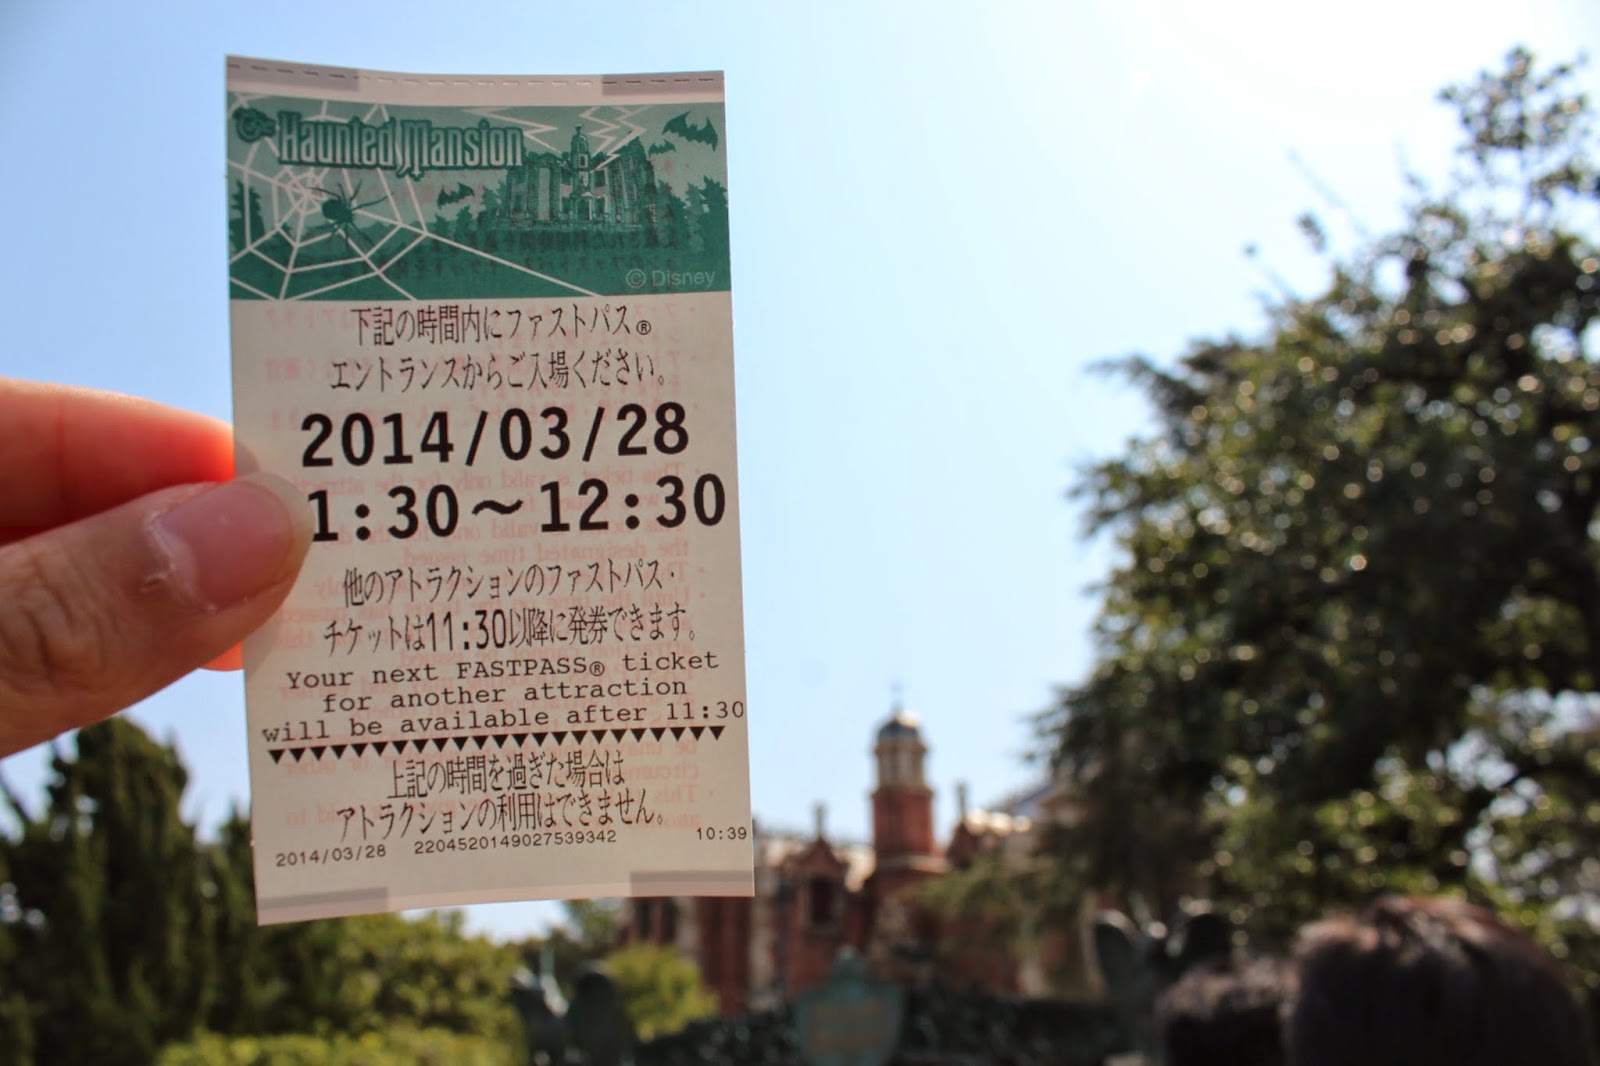 The Haunted Mansion
© Disney
下記の時間内にファストパス®
エントランスからご入場ください。
2014/03/28
1:30～12:30
他のアトラクションのファストパス・
チケットは11:30以降に発券できます。
Your next FASTPASS® ticket
for another attraction
will be available after 11:30
上記の時間を過ぎた場合は
アトラクションの利用はできません。
2014/03/28 2204520149027539342 10:39